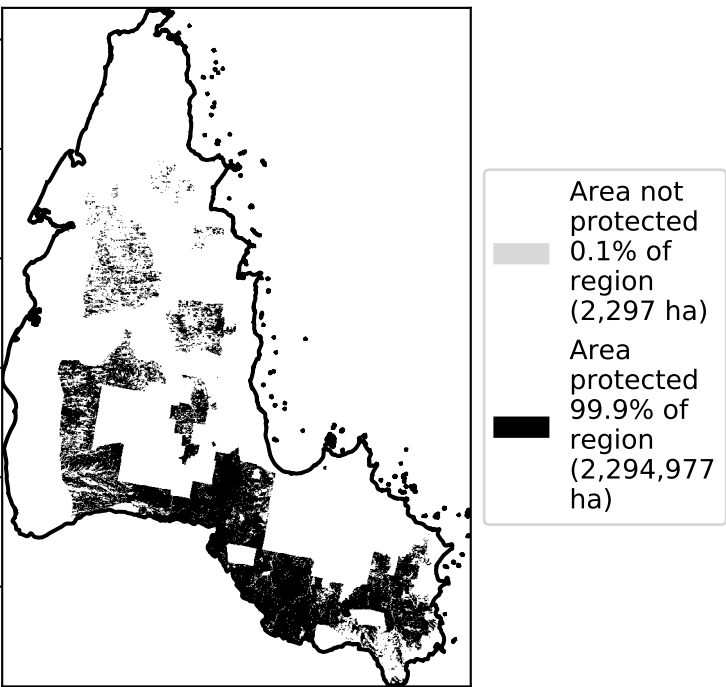 Area not
protected
0.1% of
region
(2,297 ha)
Area
protected
99.9% of
region
(2,294,977
ha)